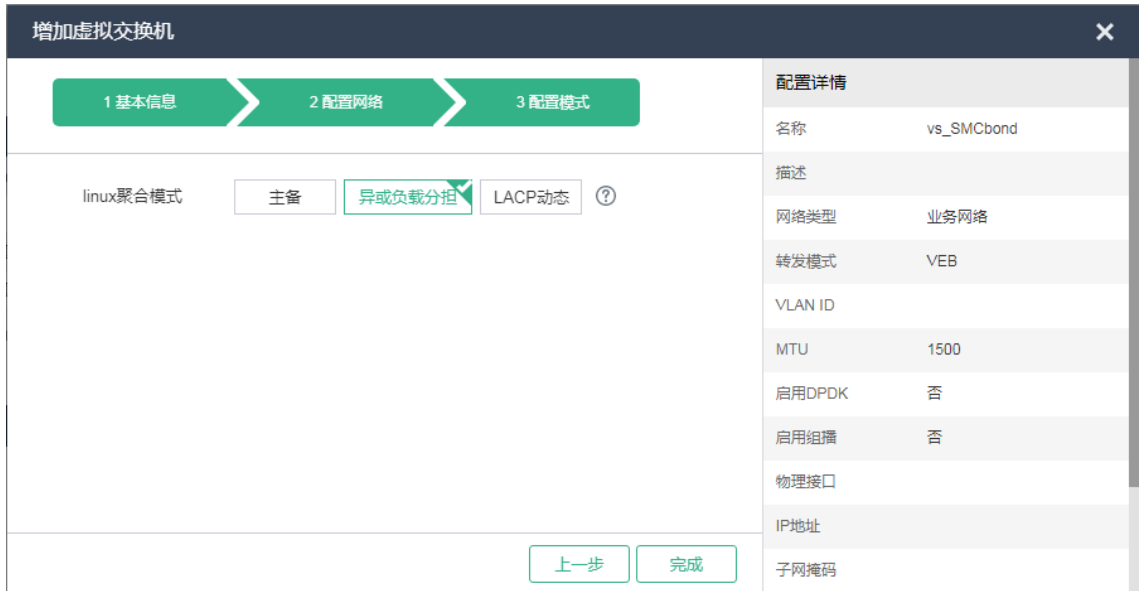 增加虚拟交换机
1 基本信息
2 配置网络
3 配置模式
linux聚合模式
主备
异或负载分担
LACP动态
?
上一步
完成
配置详情
名称 vs_SMCbond
描述
网络类型 业务网络
转发模式 VEB
VLAN ID
MTU 1500
启用DPDK 否
启用组播 否
物理接口
IP地址
子网掩码